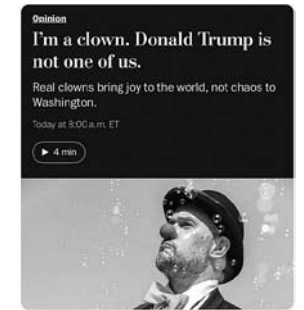 Opinion
I'm a clown. Donald Trump is
not one of us.
Real clowns bring joy to the world, not chaos to
Washington.
Today at 8:00 a.m. ET
▶ 4 min